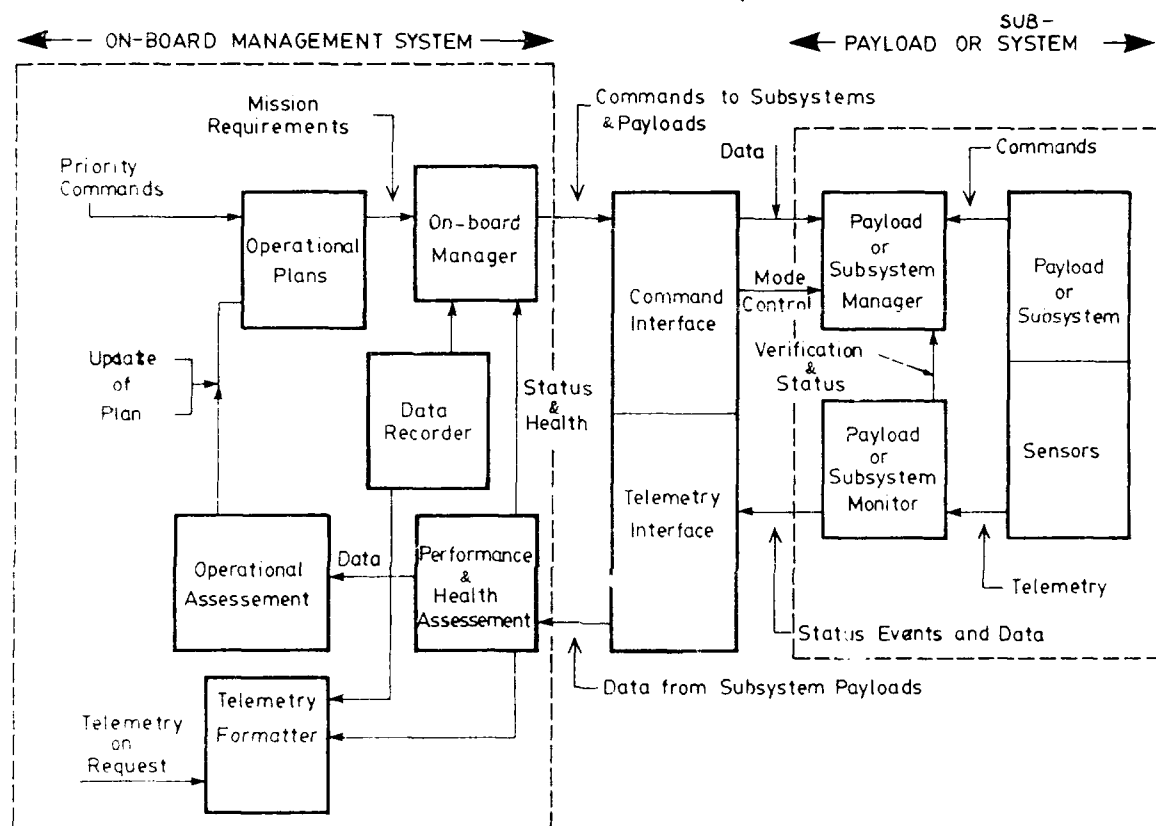 ON-BOARD MANAGEMENT SYSTEM
SUB-
PAYLOAD OR SYSTEM
Mission
Requirements
Commands to Subsystems
& Payloads
Data
Commands
Priority
Commands
Operational
Plans
On-board
Manager
Payload
or
Subsystem
Manager
Payload
or
Subsystem
Mode
Control
Command
Interface
Verification
&
Status
Update
of
Plan
Data
Recorder
Status
&
Health
Payload
or
Subsystem
Monitor
Sensors
Telemetry
Interface
Operational
Assessement
Data
Performance
&
Health
Assessement
Telemetry
Status Events and Data
Data from Subsystem Payloads
Telemetry
Formatter
Telemetry
on
Request